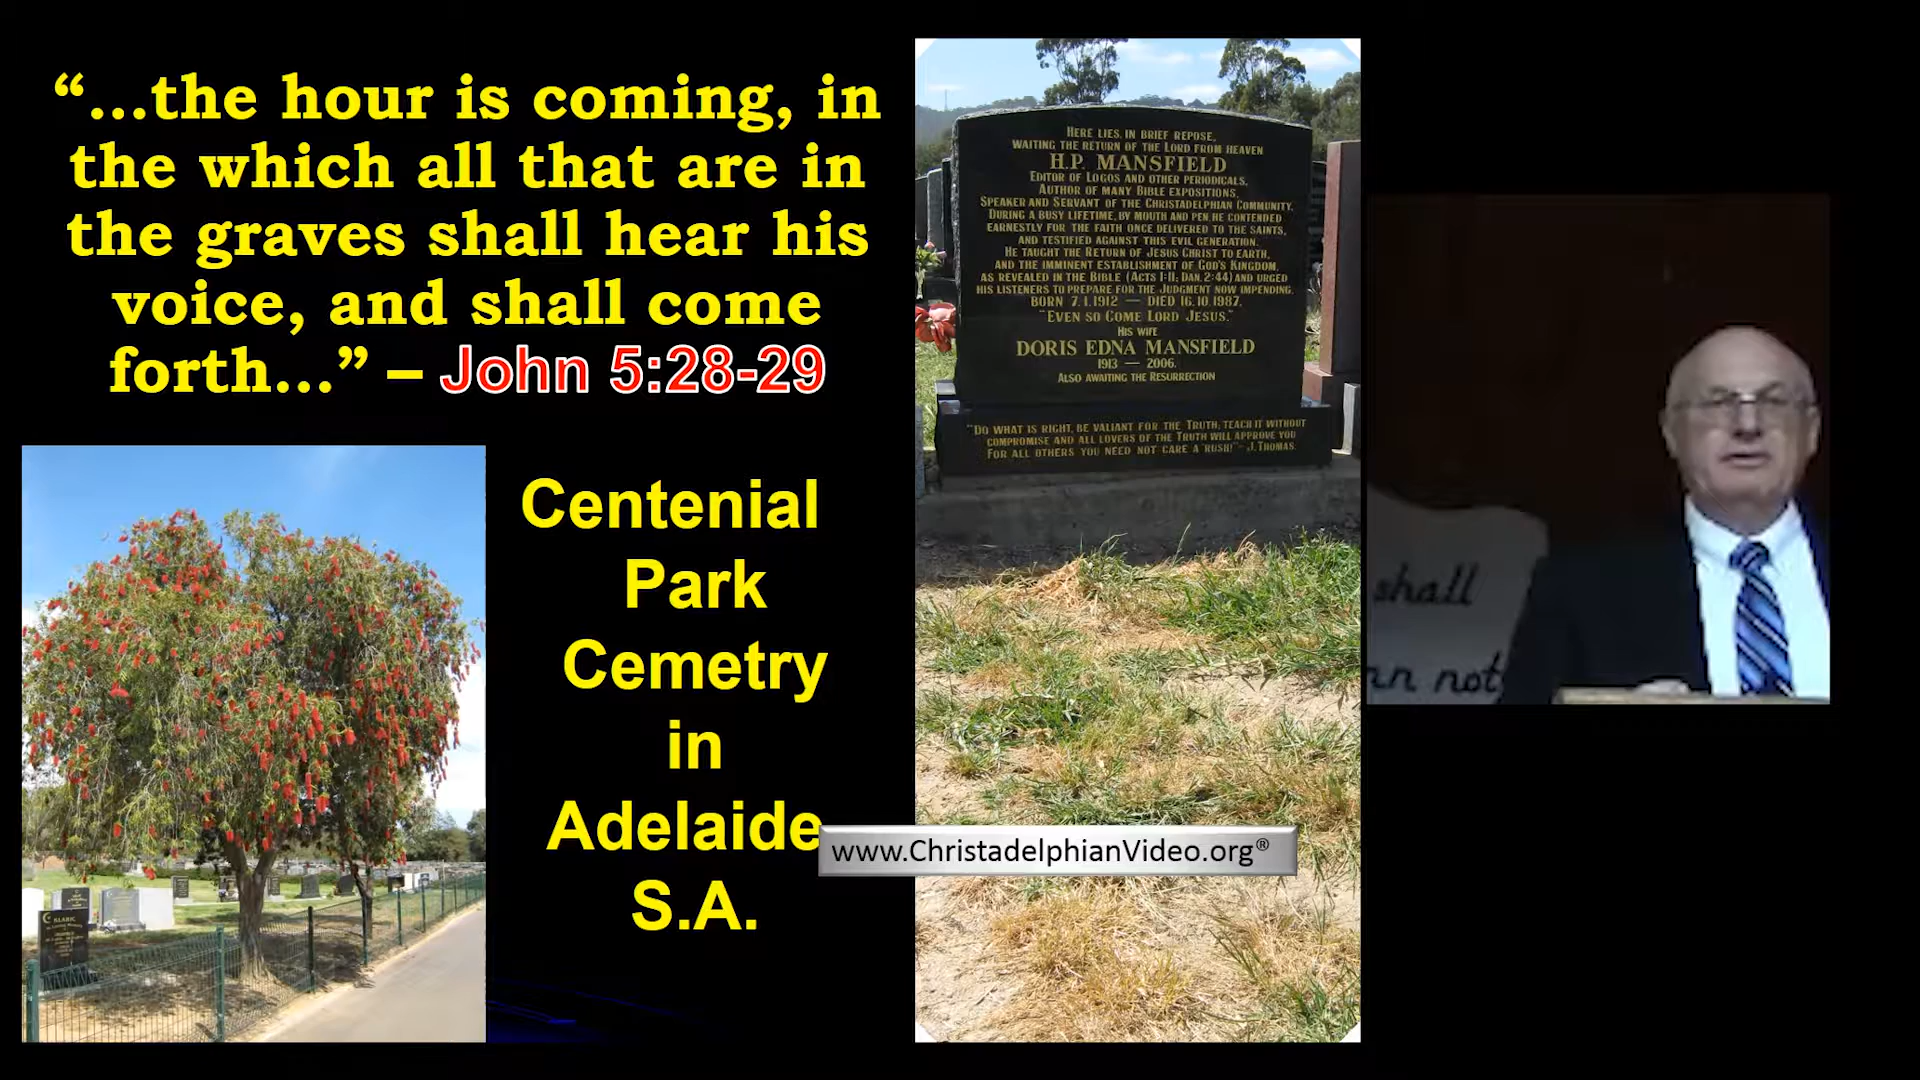 “...the hour is coming, in
the which all that are in
the graves shall hear his
voice, and shall come
forth...” – John 5:28-29
Centenial
Park
Cemetry
in
Adelaide
S.A.
HERE LIES, IN BRIEF REPOSE,
WAITING THE RETURN OF THE LORD FROM HEAVEN
H.P. MANSFIELD
EDITOR OF LOGOS AND OTHER PERIODICALS,
AUTHOR OF MANY BIBLE EXPOSITIONS,
SPEAKER AND SERVANT OF THE CHRISTADELPHIAN COMMUNITY.
DURING A BUSY LIFETIME, BY MOUTH AND PEN, HE CONTENDED
EARNESTLY FOR THE FAITH ONCE DELIVERED TO THE SAINTS,
AND TESTIFIED AGAINST THIS EVIL GENERATION.
HE TAUGHT THE RETURN OF JESUS CHRIST TO EARTH,
AND THE IMMINENT ESTABLISHMENT OF GOD'S KINGDOM,
AS REVEALED IN THE BIBLE (ACTS 1:11; DAN. 2:44) AND URGED
HIS LISTENERS TO PREPARE FOR THE JUDGMENT NOW IMPENDING.
BORN 7.1.1912 — DIED 16.10.1987.
"EVEN SO COME LORD JESUS."
HIS WIFE
DORIS EDNA MANSFIELD
1913 — 2006.
ALSO AWAITING THE RESURRECTION
"DO WHAT IS RIGHT, BE VALIANT FOR THE TRUTH; TEACH IT WITHOUT
COMPROMISE AND ALL LOVERS OF THE TRUTH WILL APPROVE YOU
FOR ALL OTHERS YOU NEED NOT CARE A RUSH!" - J. THOMAS.
www.ChristadelphianVideo.org®
shall
not